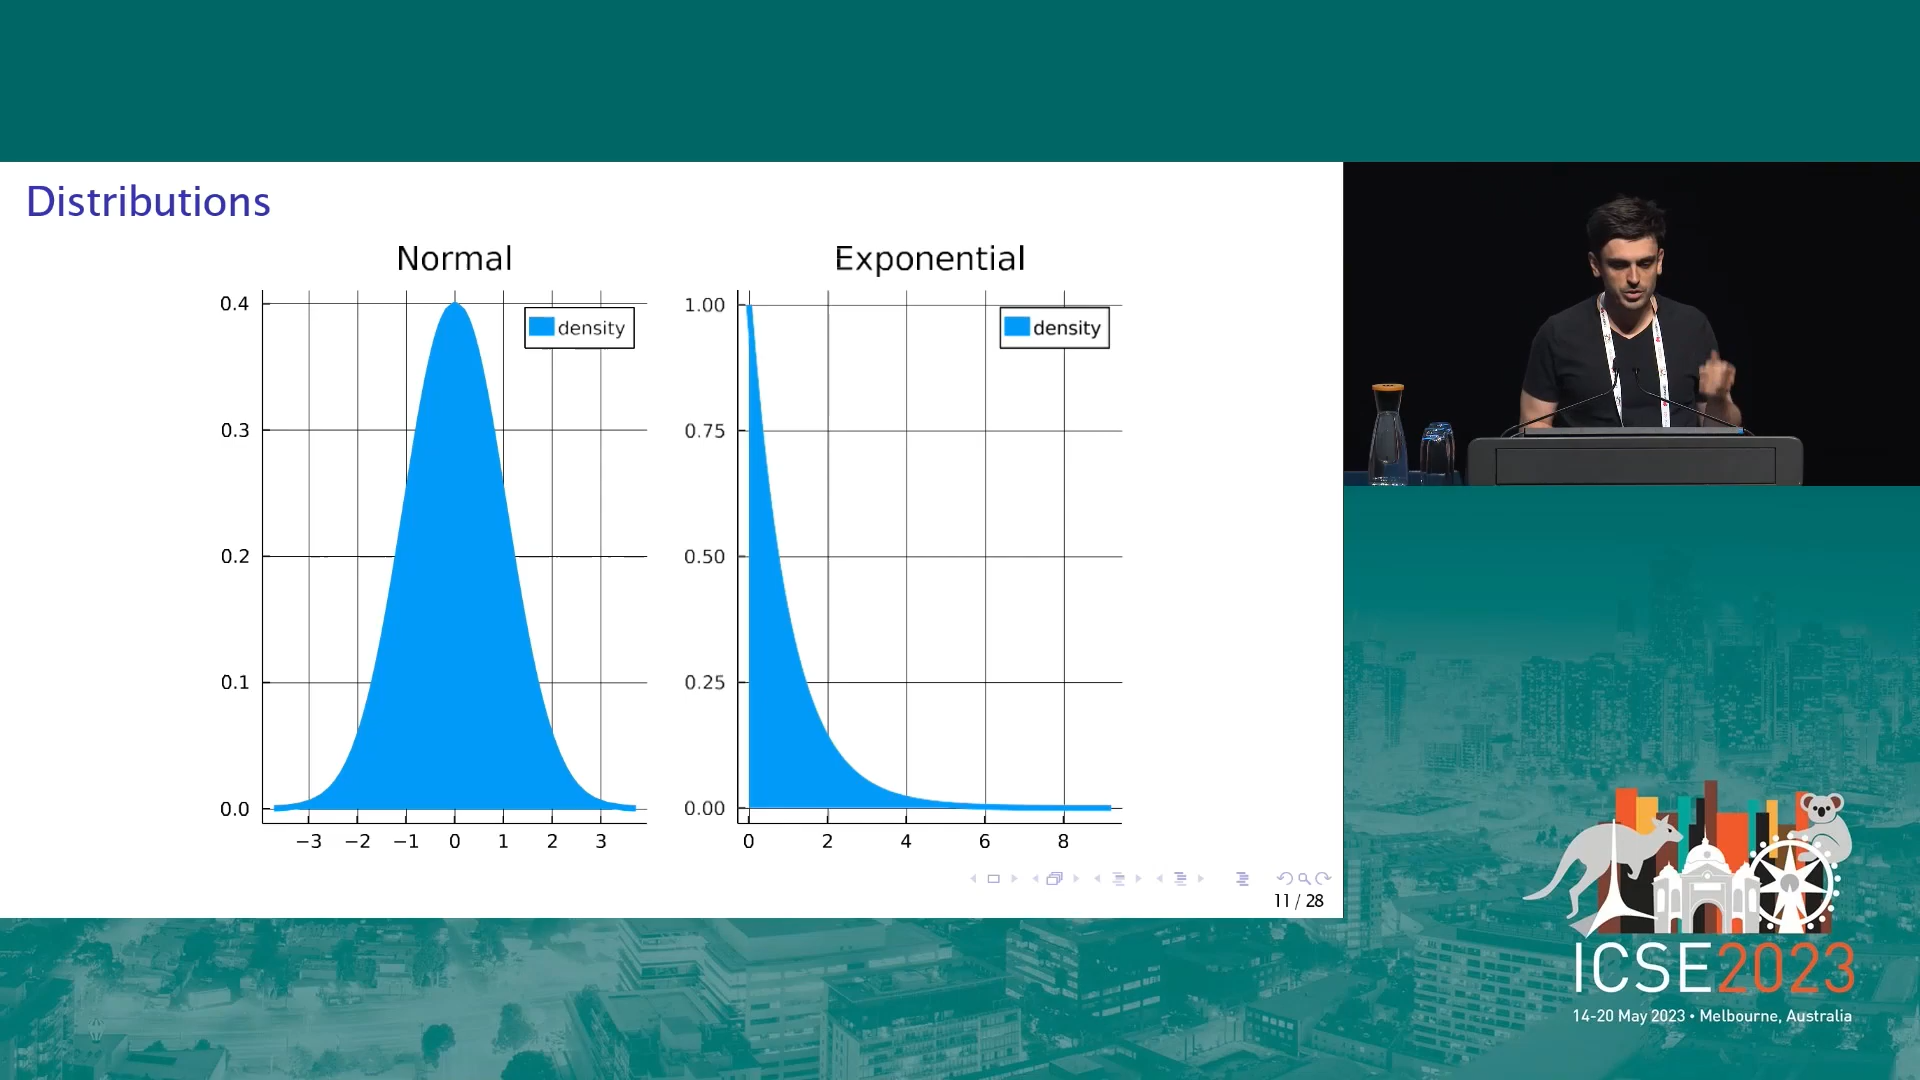 Distributions
Normal
0.4
0.3
0.2
0.1
0.0
density
−3 −2 −1 0 1 2 3
Exponential
1.00
0.75
0.50
0.25
0.00
density
0 2 4 6 8
11 / 28
ICSE2023
14-20 May 2023 • Melbourne, Australia